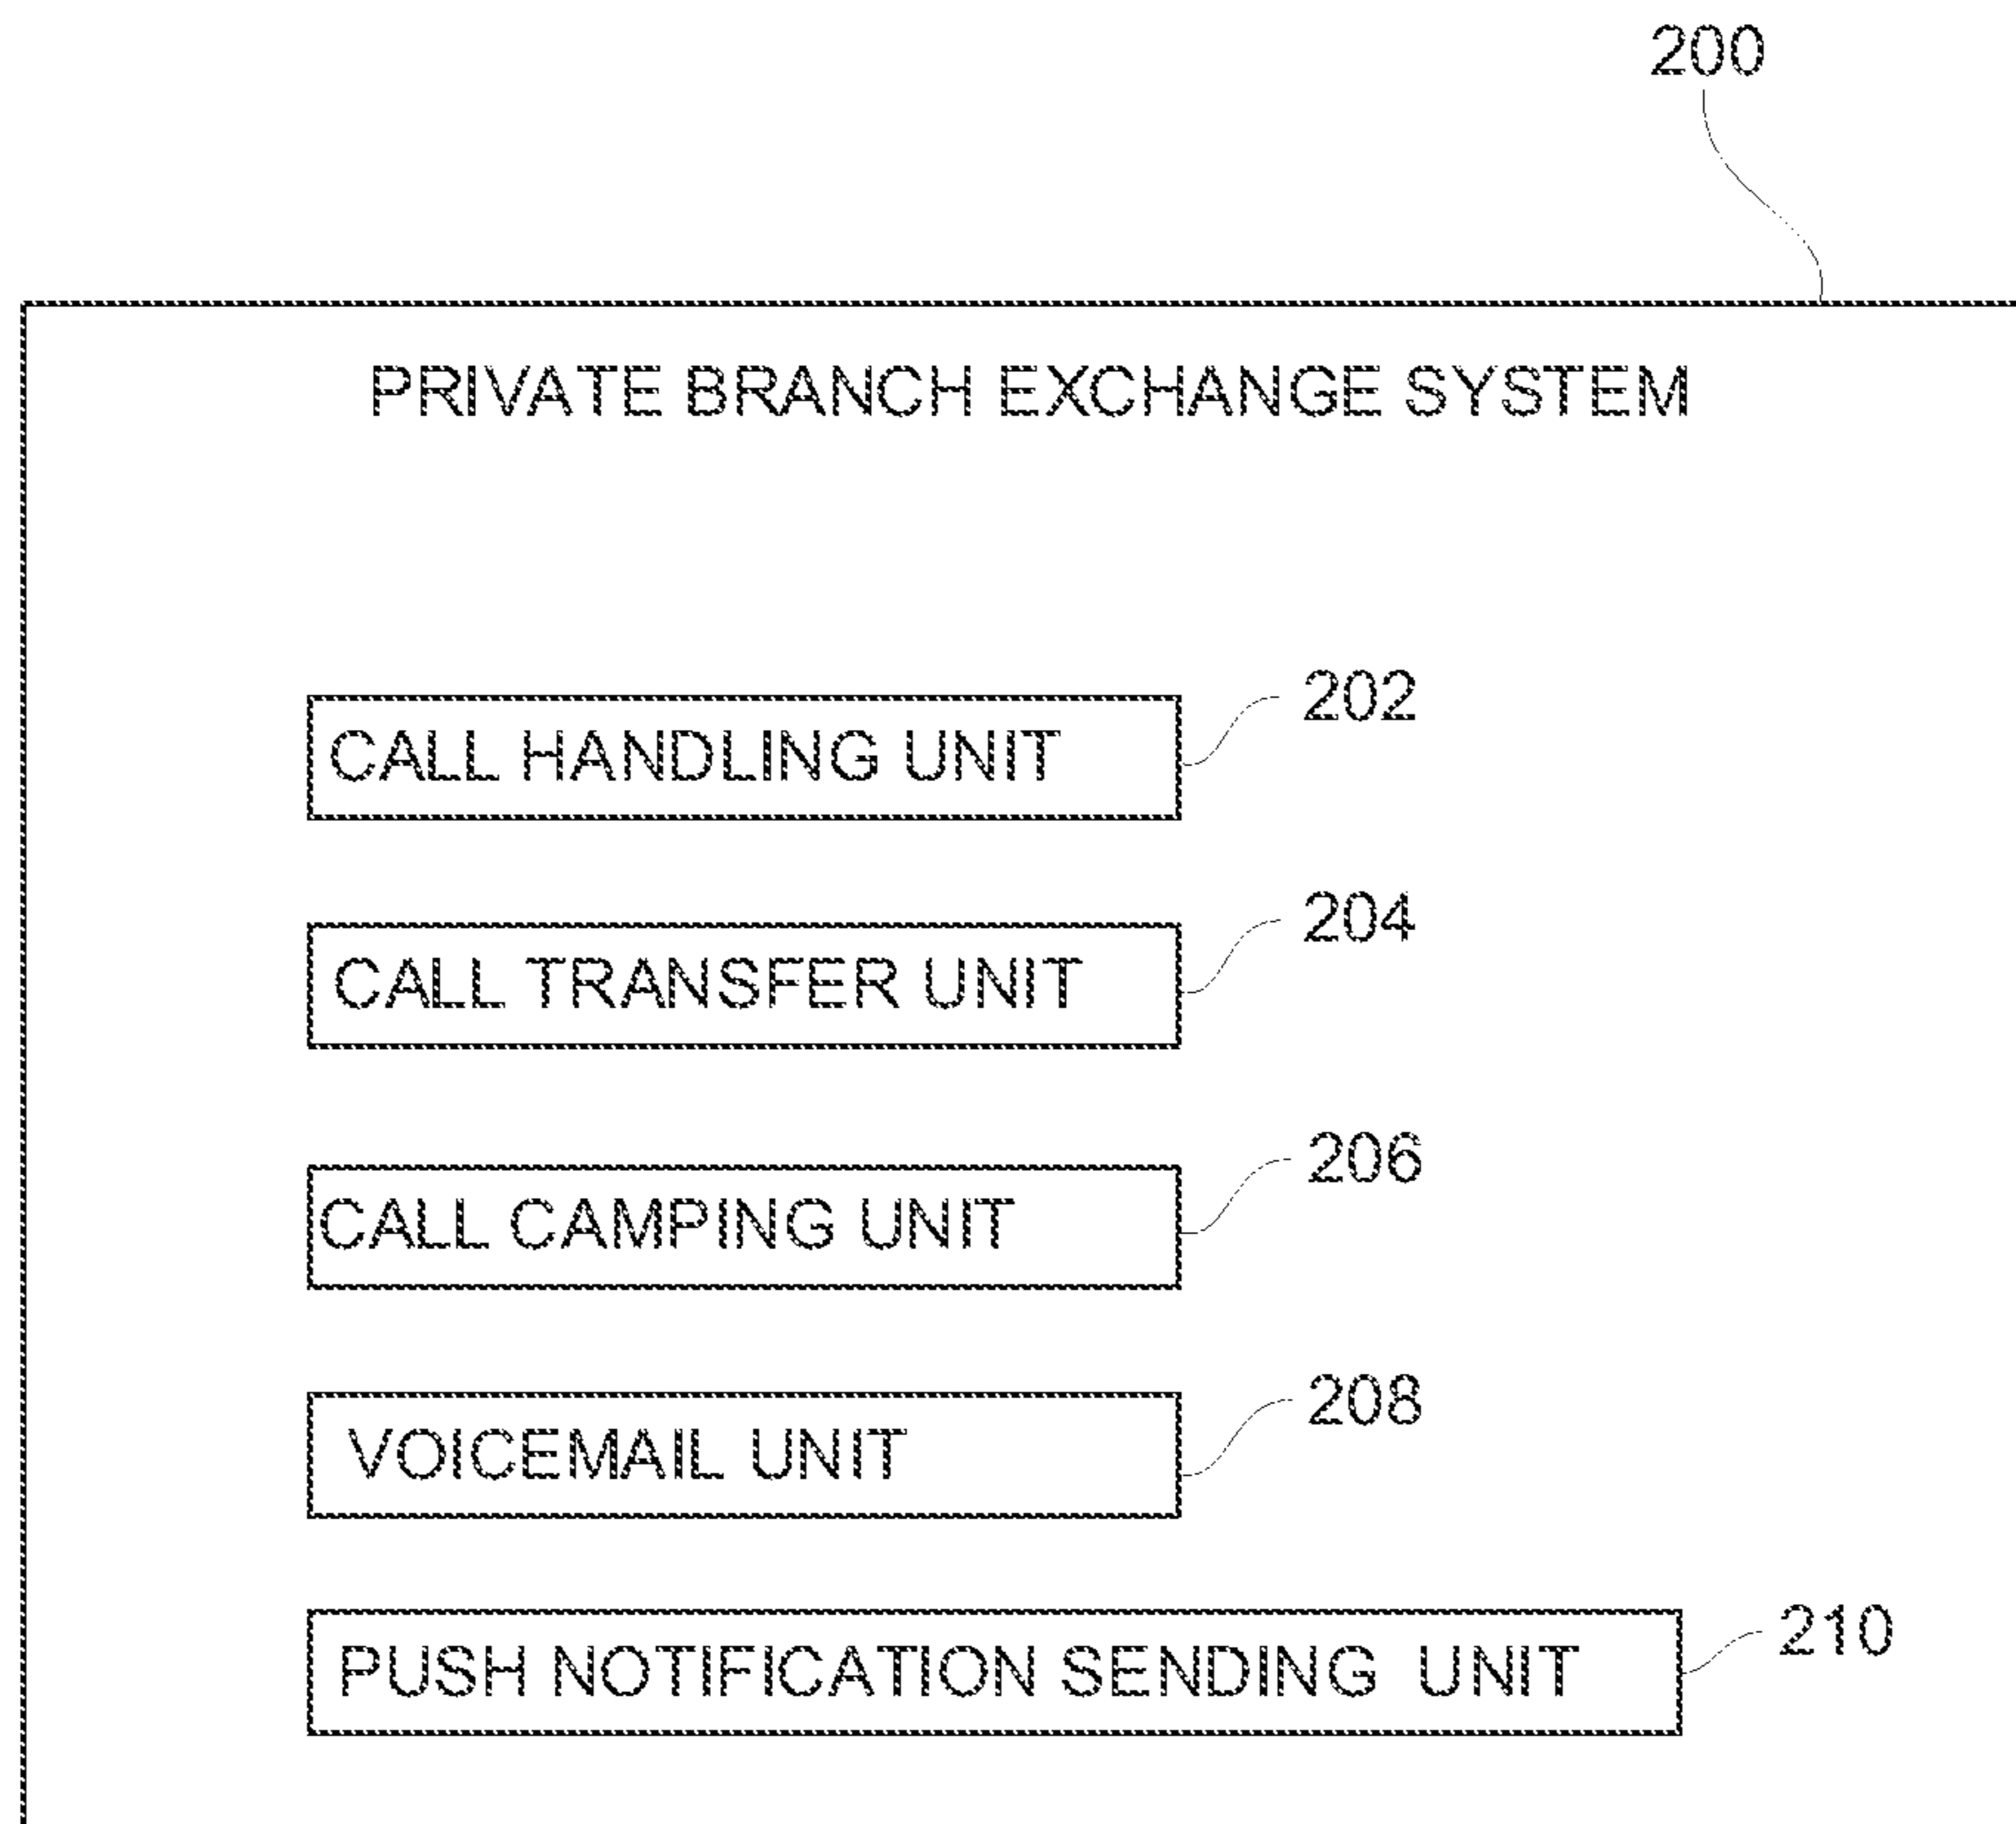 200
PRIVATE BRANCH EXCHANGE SYSTEM
202
CALL HANDLING UNIT
204
CALL TRANSFER UNIT
206
CALL CAMPING UNIT
208
VOICEMAIL UNIT
210
PUSH NOTIFICATION SENDING UNIT